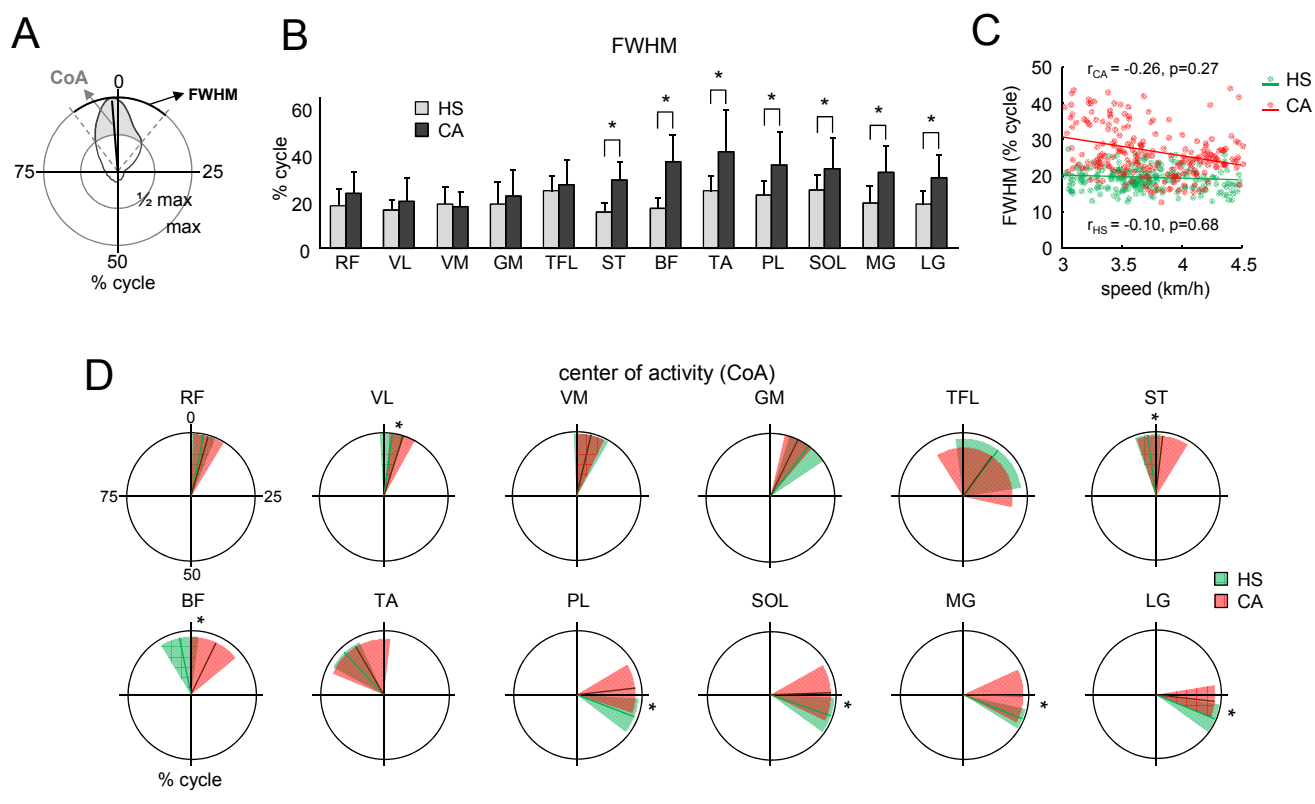 A
CoA
0
FWHM
75
25
½ max
max
50
% cycle
B
FWHM
% cycle
60
40
20
0
HS
CA
* * * * * * *
RF VL VM GM TFL ST BF TA PL SOL MG LG
C
FWHM (% cycle)
50
40
30
20
10
0
r_CA = -0.26, p=0.27
HS
CA
r_HS = -0.10, p=0.68
3 3.5 4 4.5
speed (km/h)
D
center of activity (CoA)
RF VL VM GM TFL ST
0
* *
75
25
50
HS
CA
BF TA PL SOL MG LG
*
* * * *
% cycle